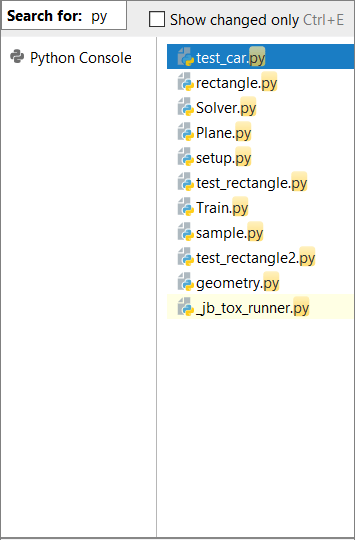 Search for: py
Show changed only Ctrl+E
Python Console
test_car.py
rectangle.py
Solver.py
Plane.py
setup.py
test_rectangle.py
Train.py
sample.py
test_rectangle2.py
geometry.py
_jb_tox_runner.py